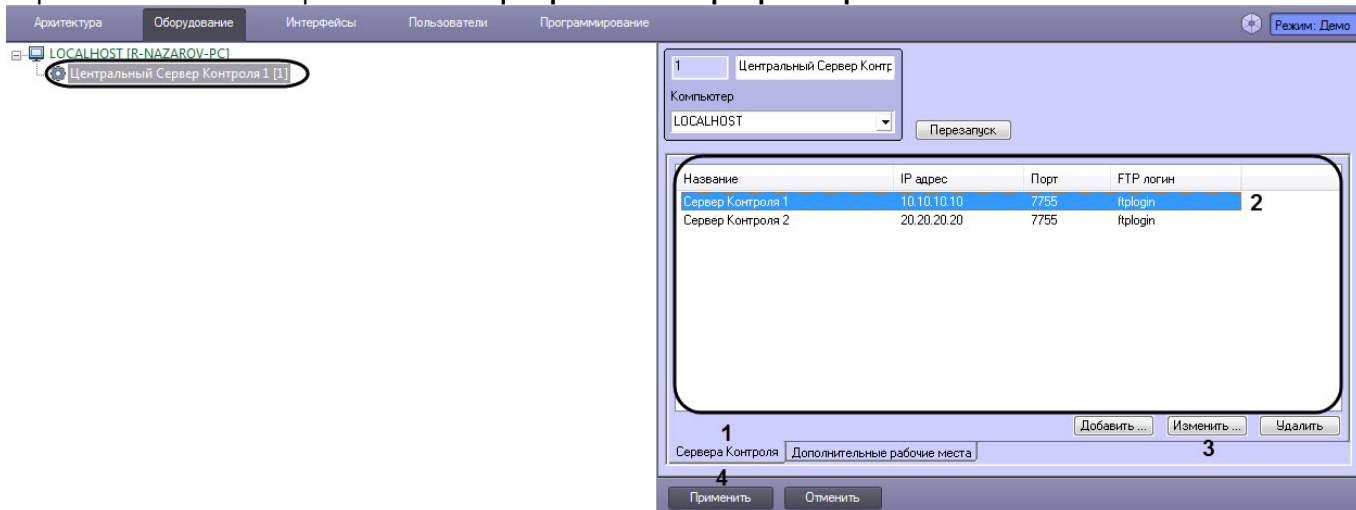 Архитектура Оборудование Интерфейсы Пользователи Программирование Режим: Демо
LOCALHOST [R-NAZAROV-PC]
Центральный Сервер Контроля 1 [1]
1 Центральный Сервер Контр
Компьютер
LOCALHOST
Перезапуск
Название IP адрес Порт FTP логин
Сервер Контроля 1 10.10.10.10 7755 ftplogin 2
Сервер Контроля 2 20.20.20.20 7755 ftplogin
Добавить ... Изменить ... Удалить
1
Сервера Контроля Дополнительные рабочие места 3
4
Применить Отменить